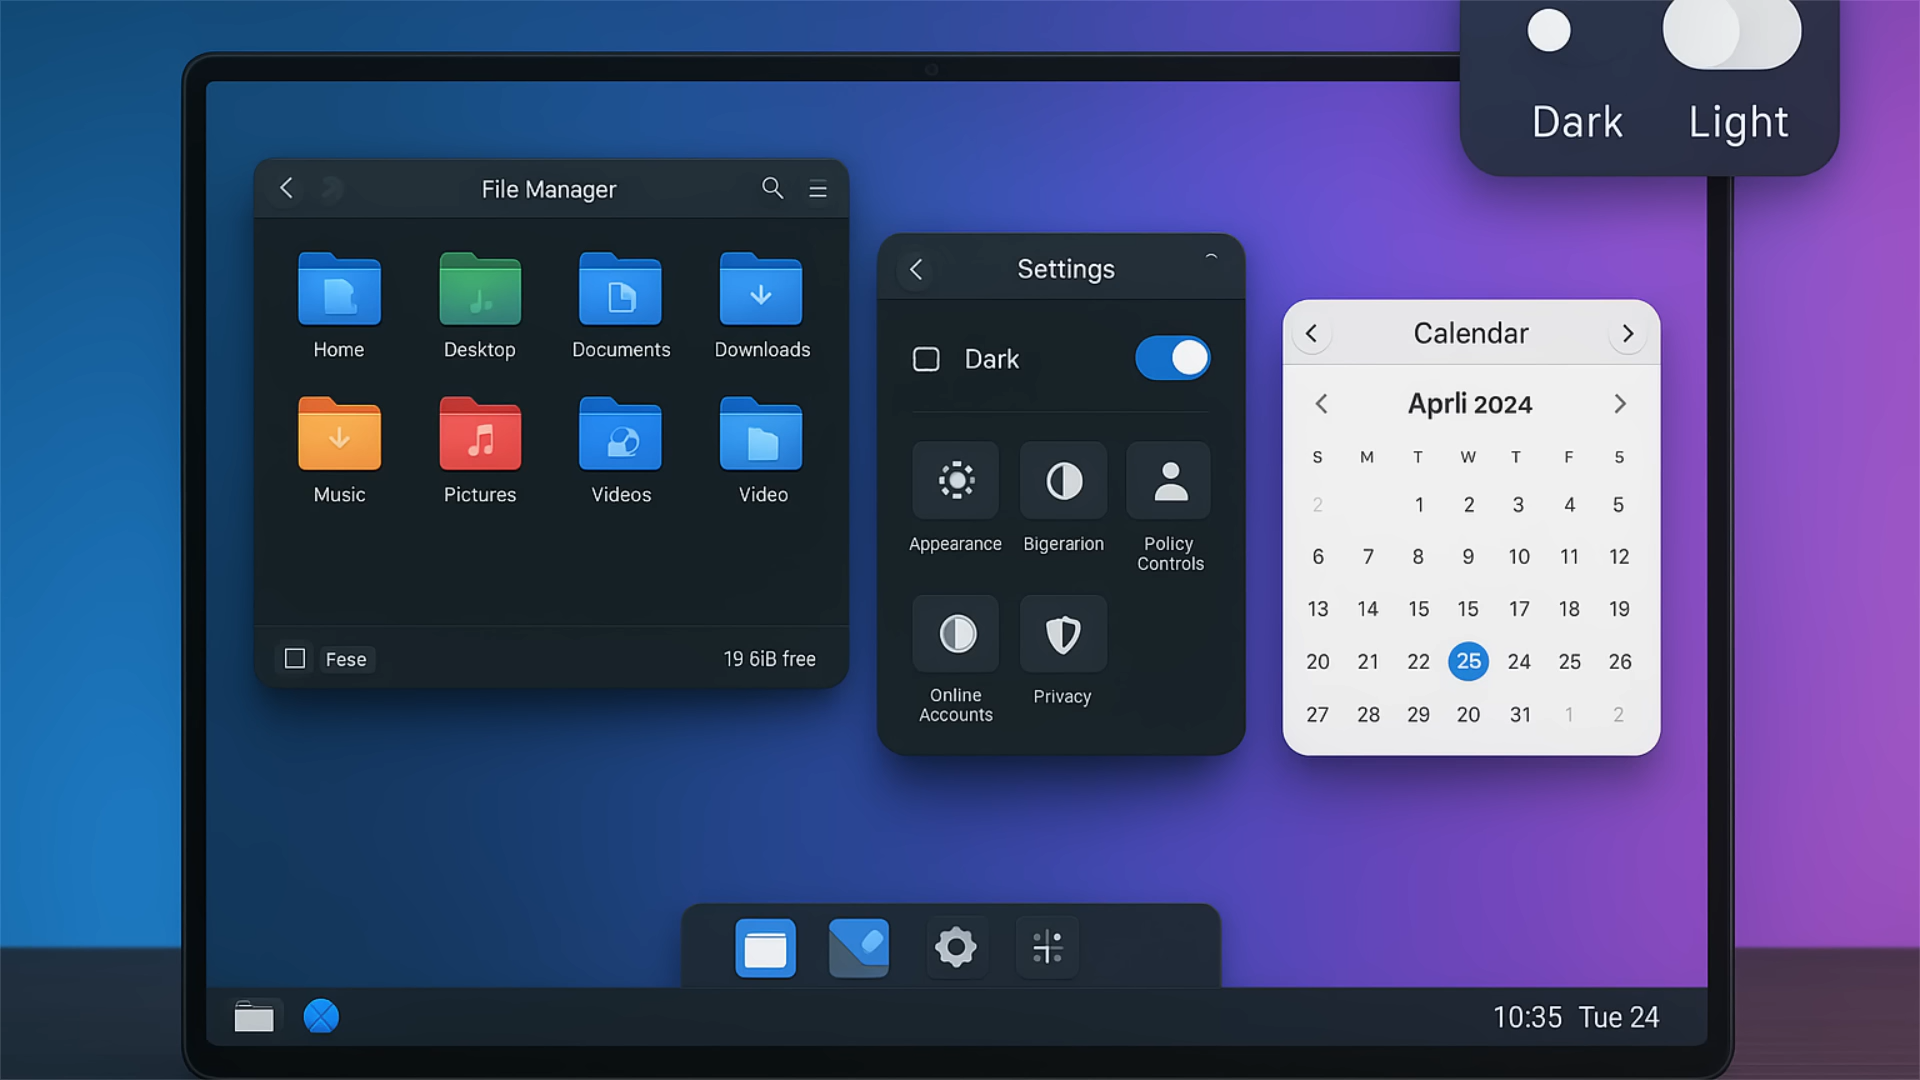 Dark Light
File Manager
Home Desktop Documents Downloads
Music Pictures Videos Video
Fese 19 6iB free
Settings
Dark
Appearance Bigerarion Policy
Controls
Online
Accounts
Privacy
Calendar
Aprli 2024
S M T W T F 5
2 1 2 3 4 5
6 7 8 9 10 11 12
13 14 15 15 17 18 19
20 21 22 25 24 25 26
27 28 29 20 31 1 2
10:35 Tue 24